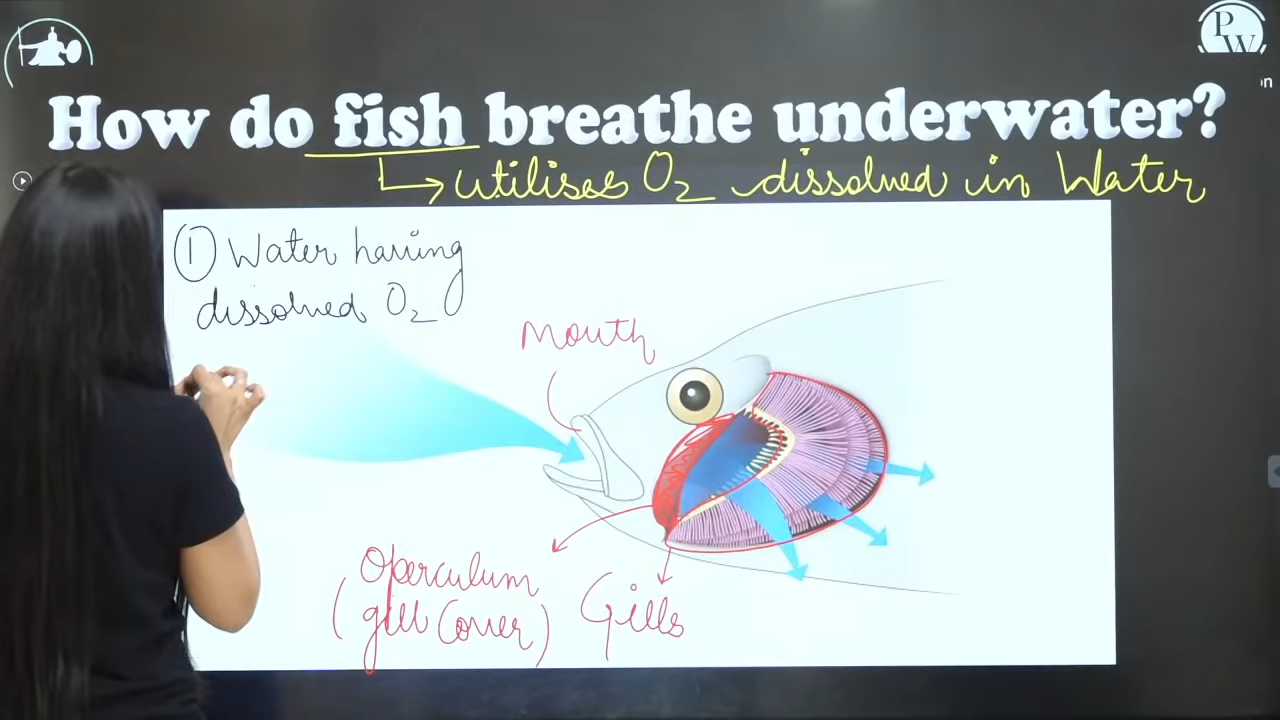 PW
n
How do fish breathe underwater?
Utilises O2 dissolved in Water
① Water having
dissolved O2
Mouth
Operculum
(gill Cover)
Gills